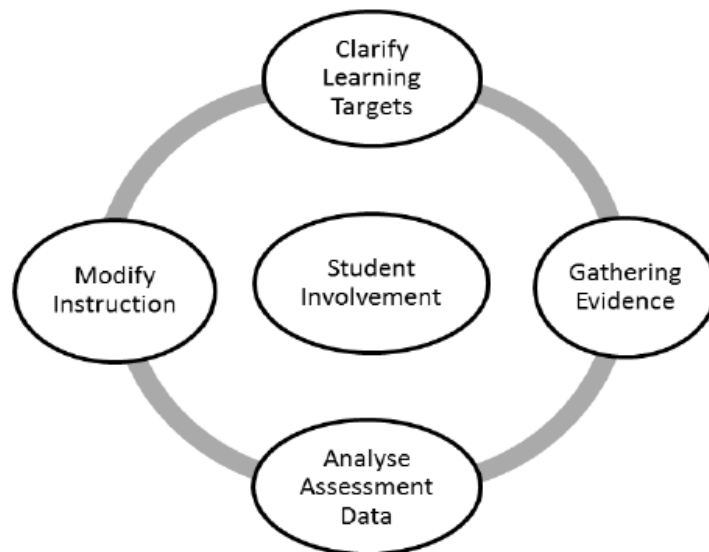 Clarify
Learning
Targets
Modify
Instruction
Student
Involvement
Gathering
Evidence
Analyse
Assessment
Data